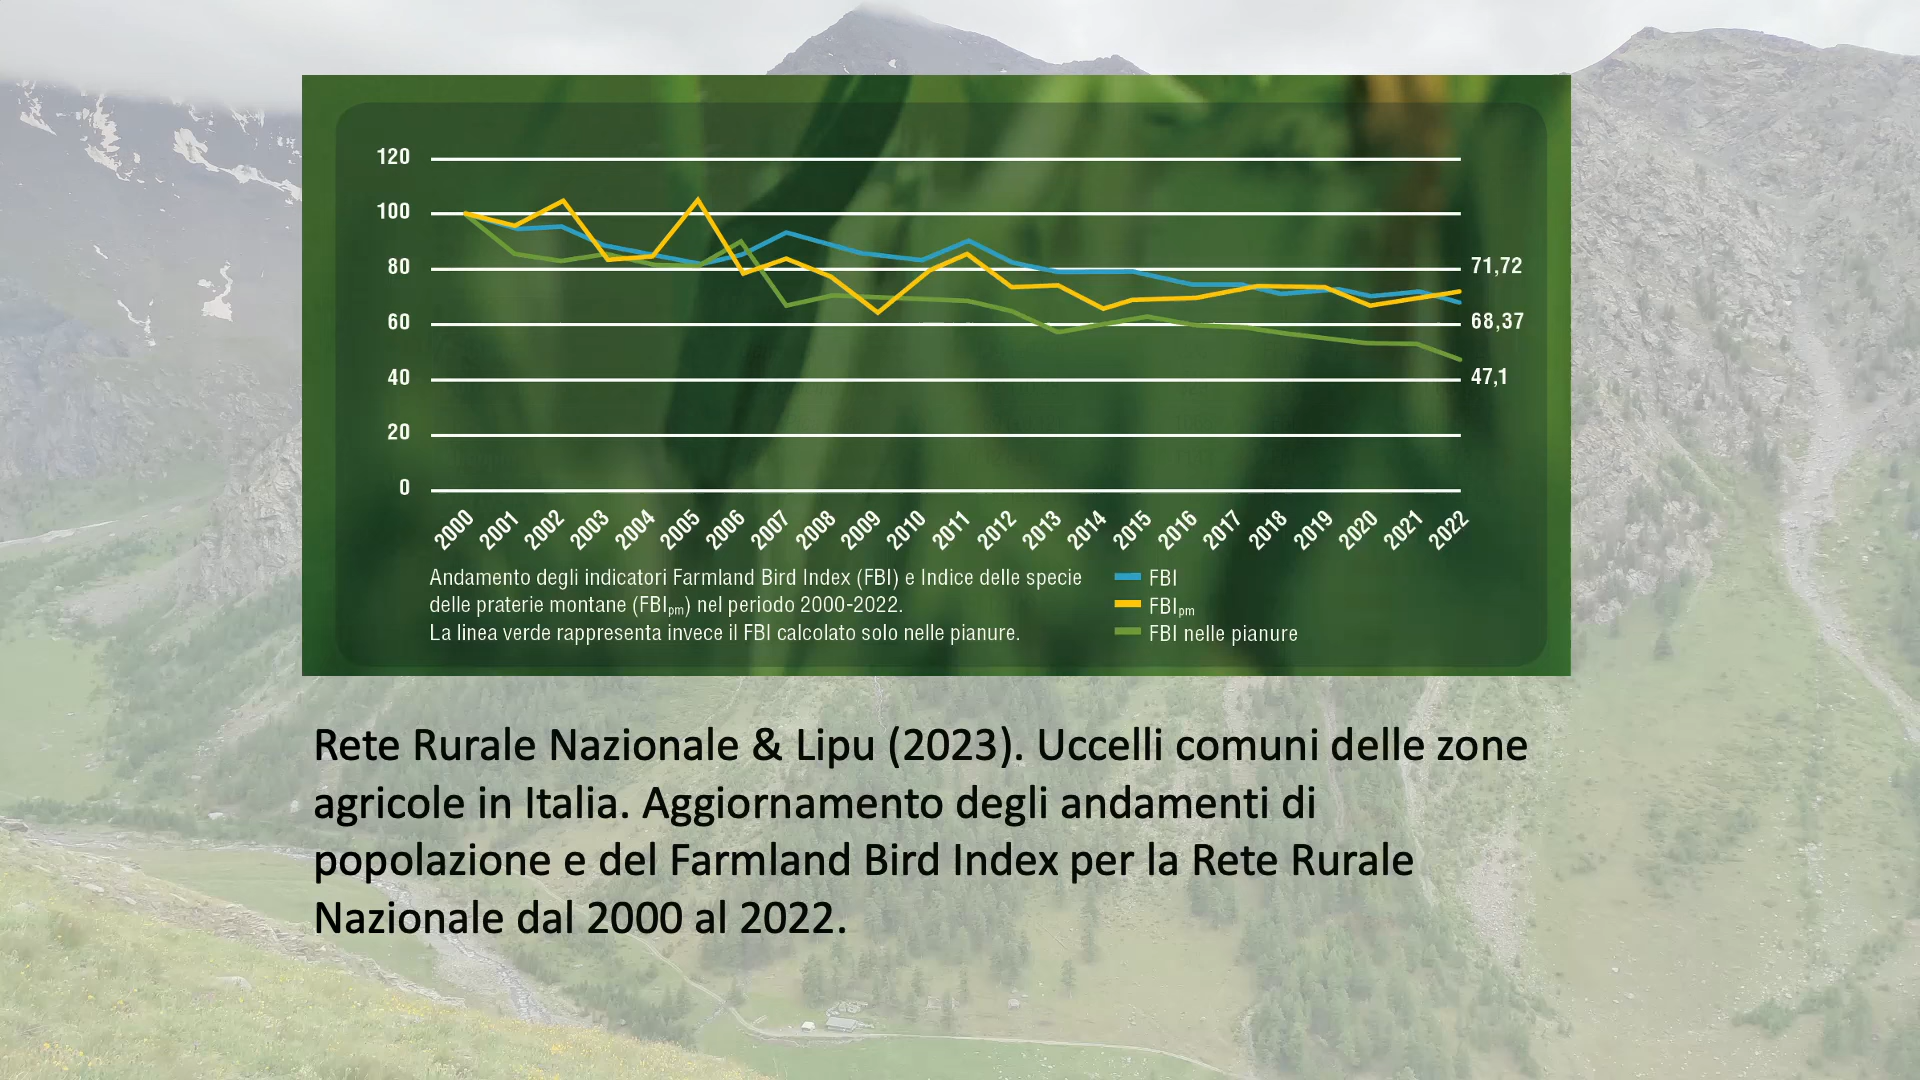 120
100
80
60
40
20
0
71,72
68,37
47,1
2000 2001 2002 2003 2004 2005 2006 2007 2008 2009 2010 2011 2012 2013 2014 2015 2016 2017 2018 2019 2020 2021 2022
Andamento degli indicatori Farmland Bird Index (FBI) e Indice delle specie
delle praterie montane (FBIpm) nel periodo 2000-2022.
La linea verde rappresenta invece il FBI calcolato solo nelle pianure.
FBI
FBIpm
FBI nelle pianure
Rete Rurale Nazionale & Lipu (2023). Uccelli comuni delle zone
agricole in Italia. Aggiornamento degli andamenti di
popolazione e del Farmland Bird Index per la Rete Rurale
Nazionale dal 2000 al 2022.